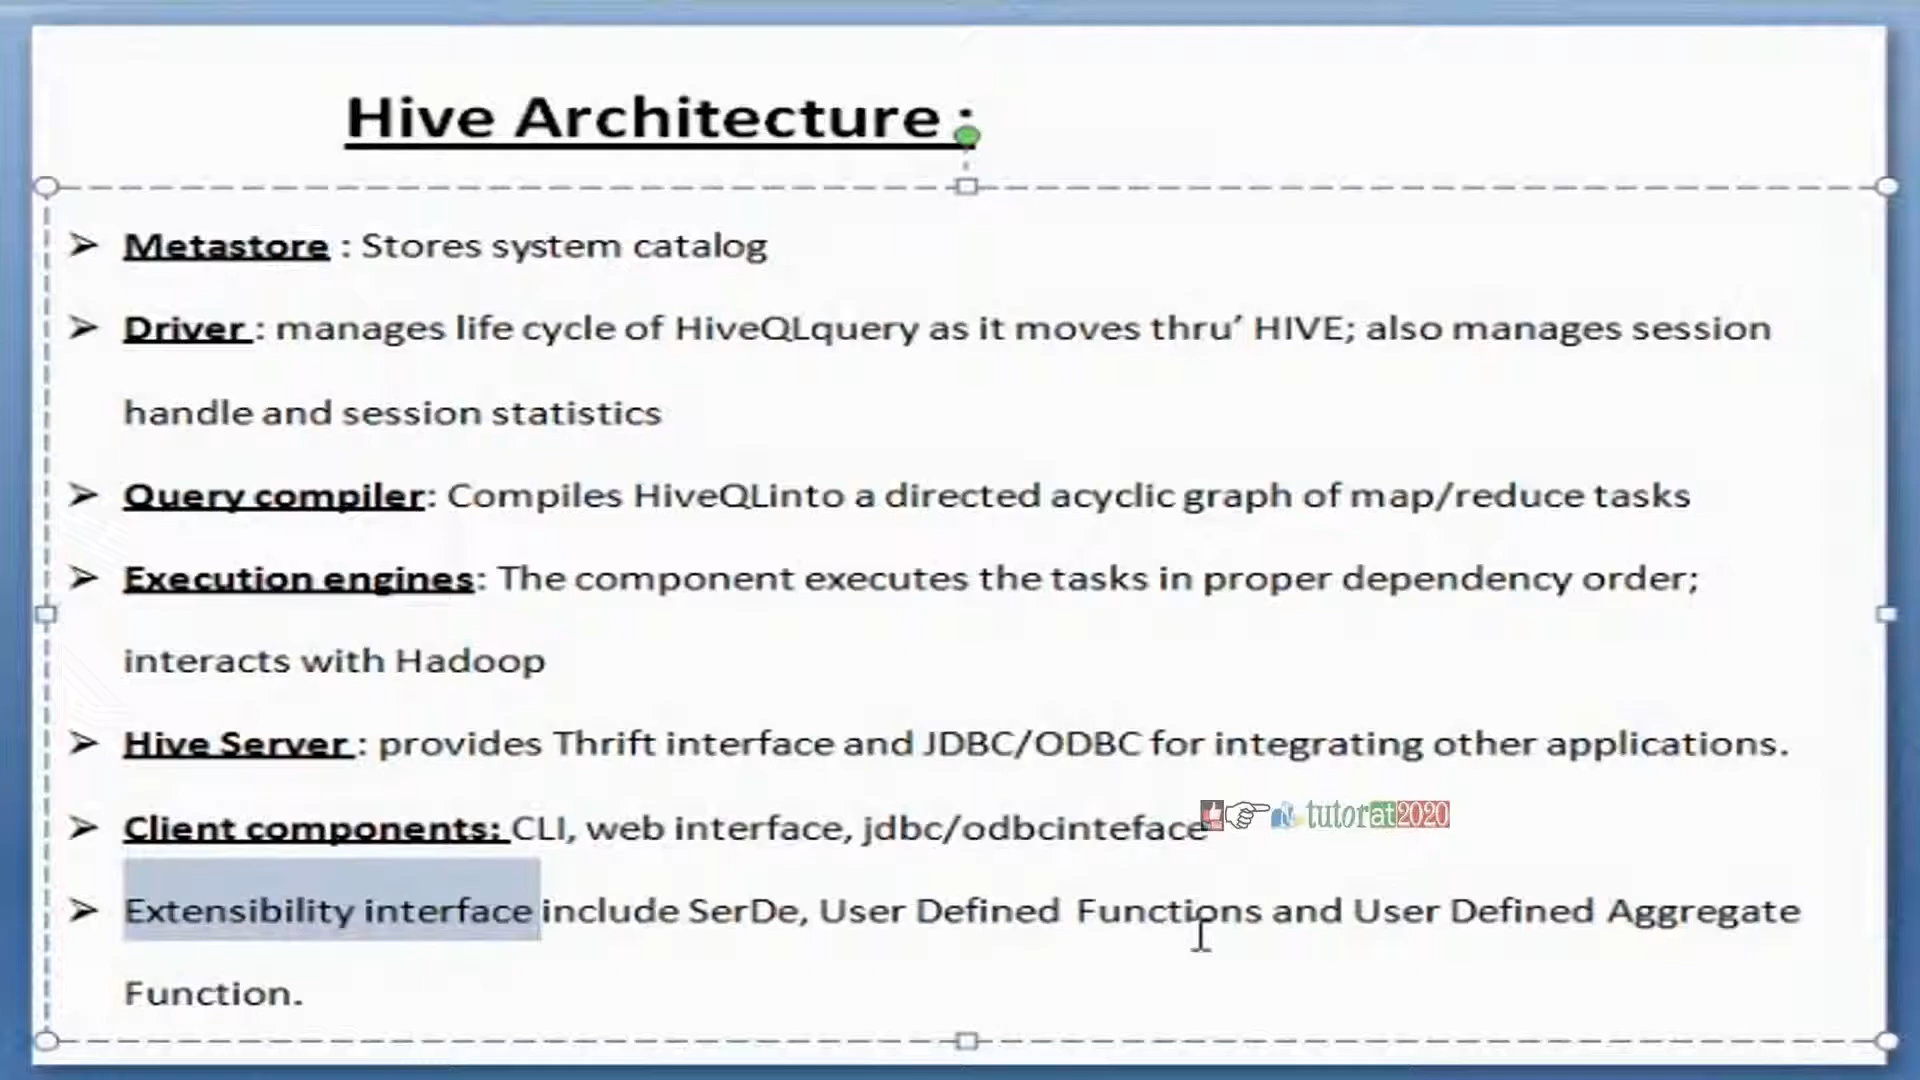 Hive Architecture :
➢ Metastore : Stores system catalog
➢ Driver : manages life cycle of HiveQLquery as it moves thru’ HIVE; also manages session
handle and session statistics
➢ Query compiler: Compiles HiveQLinto a directed acyclic graph of map/reduce tasks
➢ Execution engines: The component executes the tasks in proper dependency order;
interacts with Hadoop
➢ Hive Server : provides Thrift interface and JDBC/ODBC for integrating other applications.
➢ Client components: CLI, web interface, jdbc/odbcinteface
tutorat2020
➢ Extensibility interface include SerDe, User Defined Functions and User Defined Aggregate
Function.